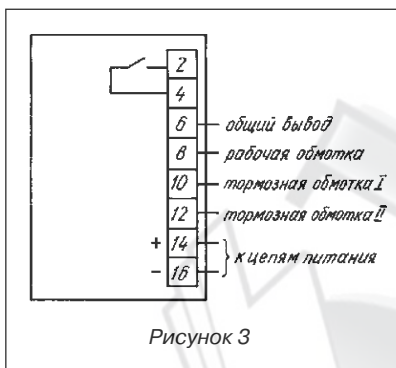 2
4
6 общий вывод
8 рабочая обмотка
10 тормозная обмотка I
12 тормозная обмотка II
+ 14
к цепям питания
− 16
Рисунок 3